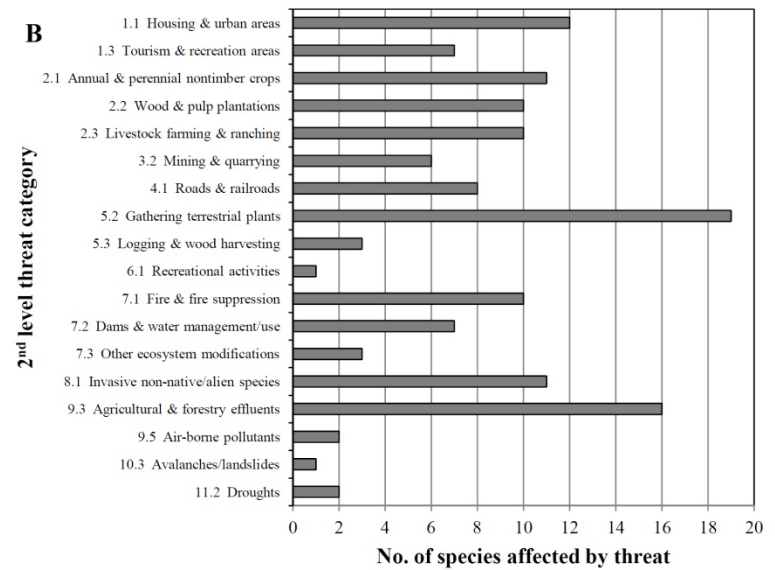 B
2nd level threat category
1.1 Housing & urban areas
1.3 Tourism & recreation areas
2.1 Annual & perennial nontimber crops
2.2 Wood & pulp plantations
2.3 Livestock farming & ranching
3.2 Mining & quarrying
4.1 Roads & railroads
5.2 Gathering terrestrial plants
5.3 Logging & wood harvesting
6.1 Recreational activities
7.1 Fire & fire suppression
7.2 Dams & water management/use
7.3 Other ecosystem modifications
8.1 Invasive non-native/alien species
9.3 Agricultural & forestry effluents
9.5 Air-borne pollutants
10.3 Avalanches/landslides
11.2 Droughts
0 2 4 6 8 10 12 14 16 18 20
No. of species affected by threat